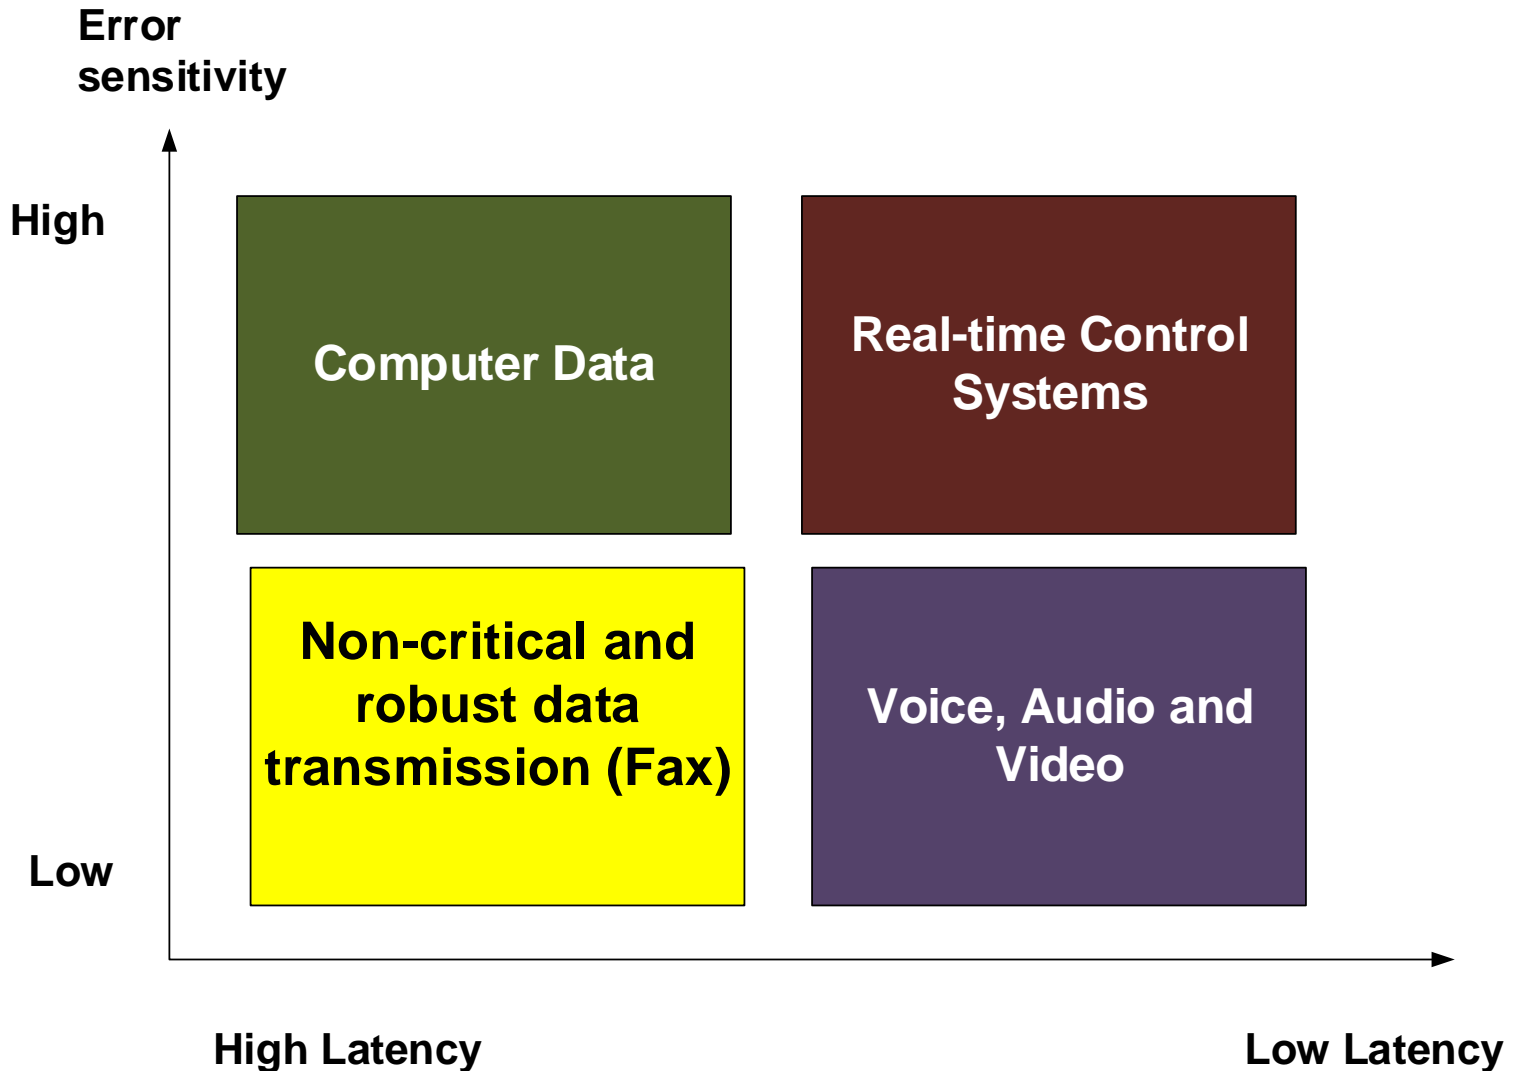 Error
sensitivity
High
Computer Data
Real-time Control
Systems
Non-critical and
robust data
transmission (Fax)
Voice, Audio and
Video
Low
High Latency
Low Latency